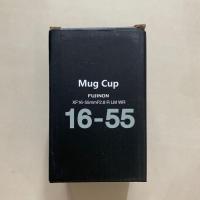 Mug Cup
FUJINON
XF16-55mmF2.8 R LM WR
16-55